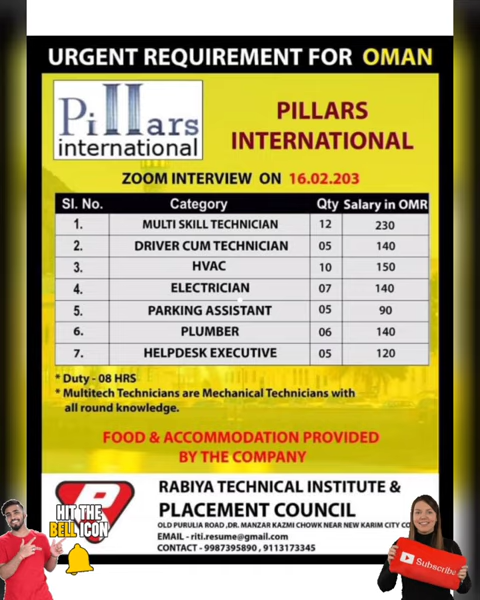 URGENT REQUIREMENT FOR OMAN
Pillars
international
PILLARS
INTERNATIONAL
ZOOM INTERVIEW ON 16.02.203
Sl. No. Category Qty Salary in OMR
1. MULTI SKILL TECHNICIAN 12 230
2. DRIVER CUM TECHNICIAN 05 140
3. HVAC 10 150
4. ELECTRICIAN 07 140
5. PARKING ASSISTANT 05 90
6. PLUMBER 06 140
7. HELPDESK EXECUTIVE 05 120
* Duty - 08 HRS
* Multitech Technicians are Mechanical Technicians with
all round knowledge.
FOOD & ACCOMMODATION PROVIDED
BY THE COMPANY
RABIYA TECHNICAL INSTITUTE &
PLACEMENT COUNCIL
OLD PURULIA ROAD ,DR. MANZAR KAZMI CHOWK NEAR NEW KARIM CITY CO
EMAIL - riti.resume@gmail.com
CONTACT - 9987395890 , 9113173345
HIT THE
BELL ICON
Subscribe